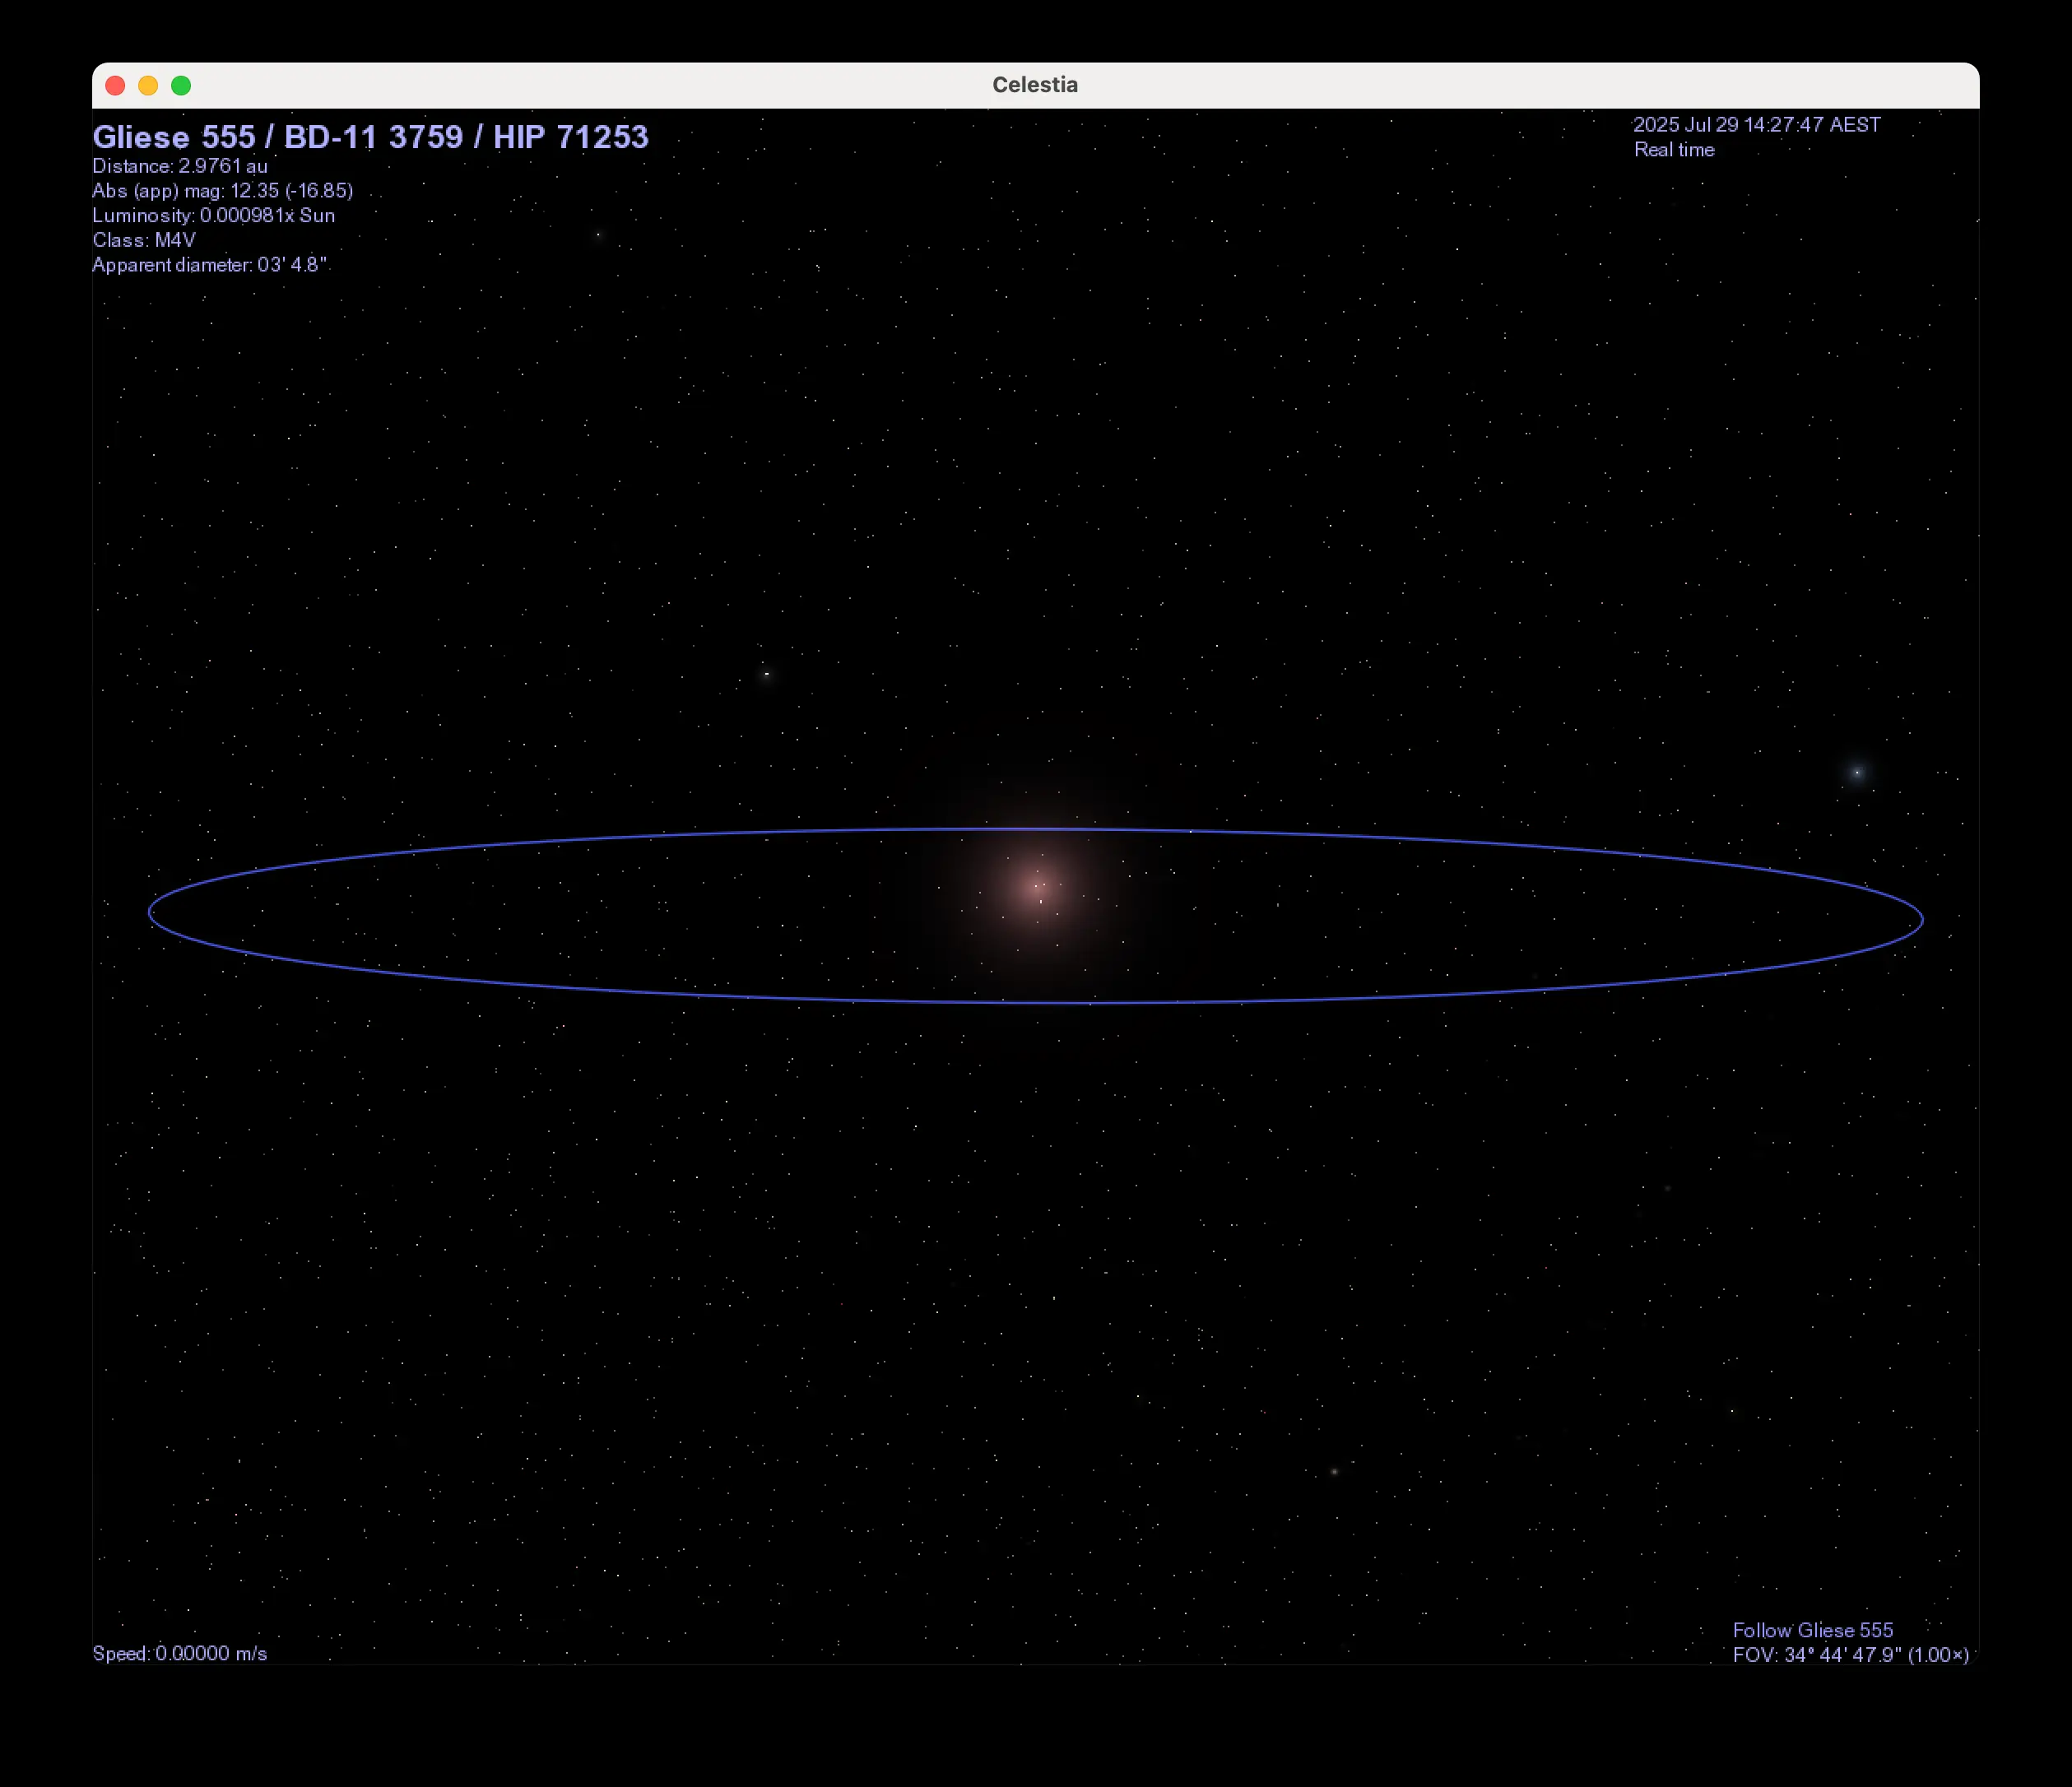 Celestia
Gliese 555 / BD-11 3759 / HIP 71253
Distance: 2.9761 au
Abs (app) mag: 12.35 (-16.85)
Luminosity: 0.000981x Sun
Class: M4V
Apparent diameter: 03' 4.8"
2025 Jul 29 14:27:47 AEST
Real time
Speed: 0.00000 m/s
Follow Gliese 555
FOV: 34° 44' 47.9" (1.00×)